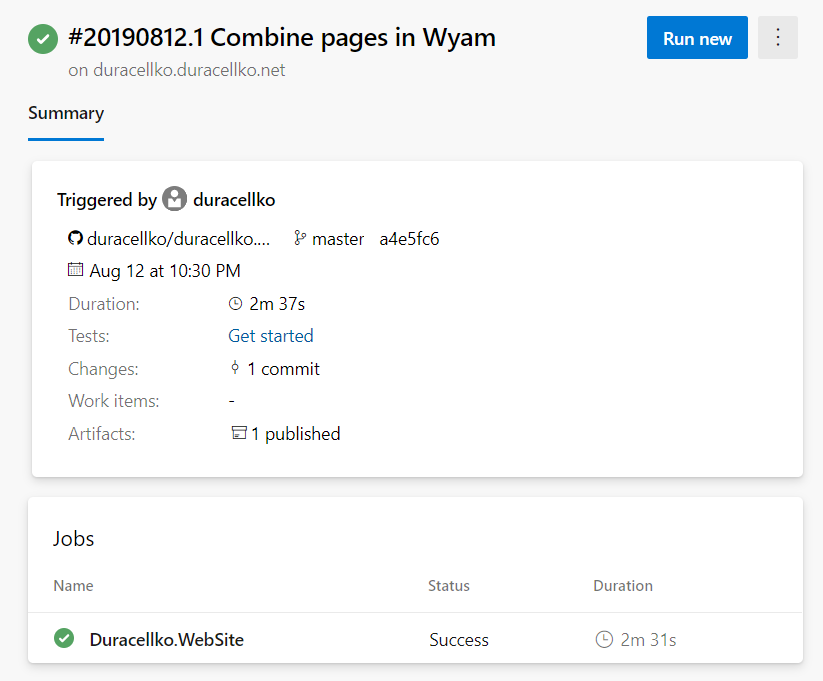 #20190812.1 Combine pages in Wyam
Run new
on duracellko.duracellko.net
Summary
Triggered by duracellko
duracellko/duracellko.... master a4e5fc6
Aug 12 at 10:30 PM
Duration: 2m 37s
Tests: Get started
Changes: 1 commit
Work items: -
Artifacts: 1 published
Jobs
Name Status Duration
Duracellko.WebSite Success 2m 31s